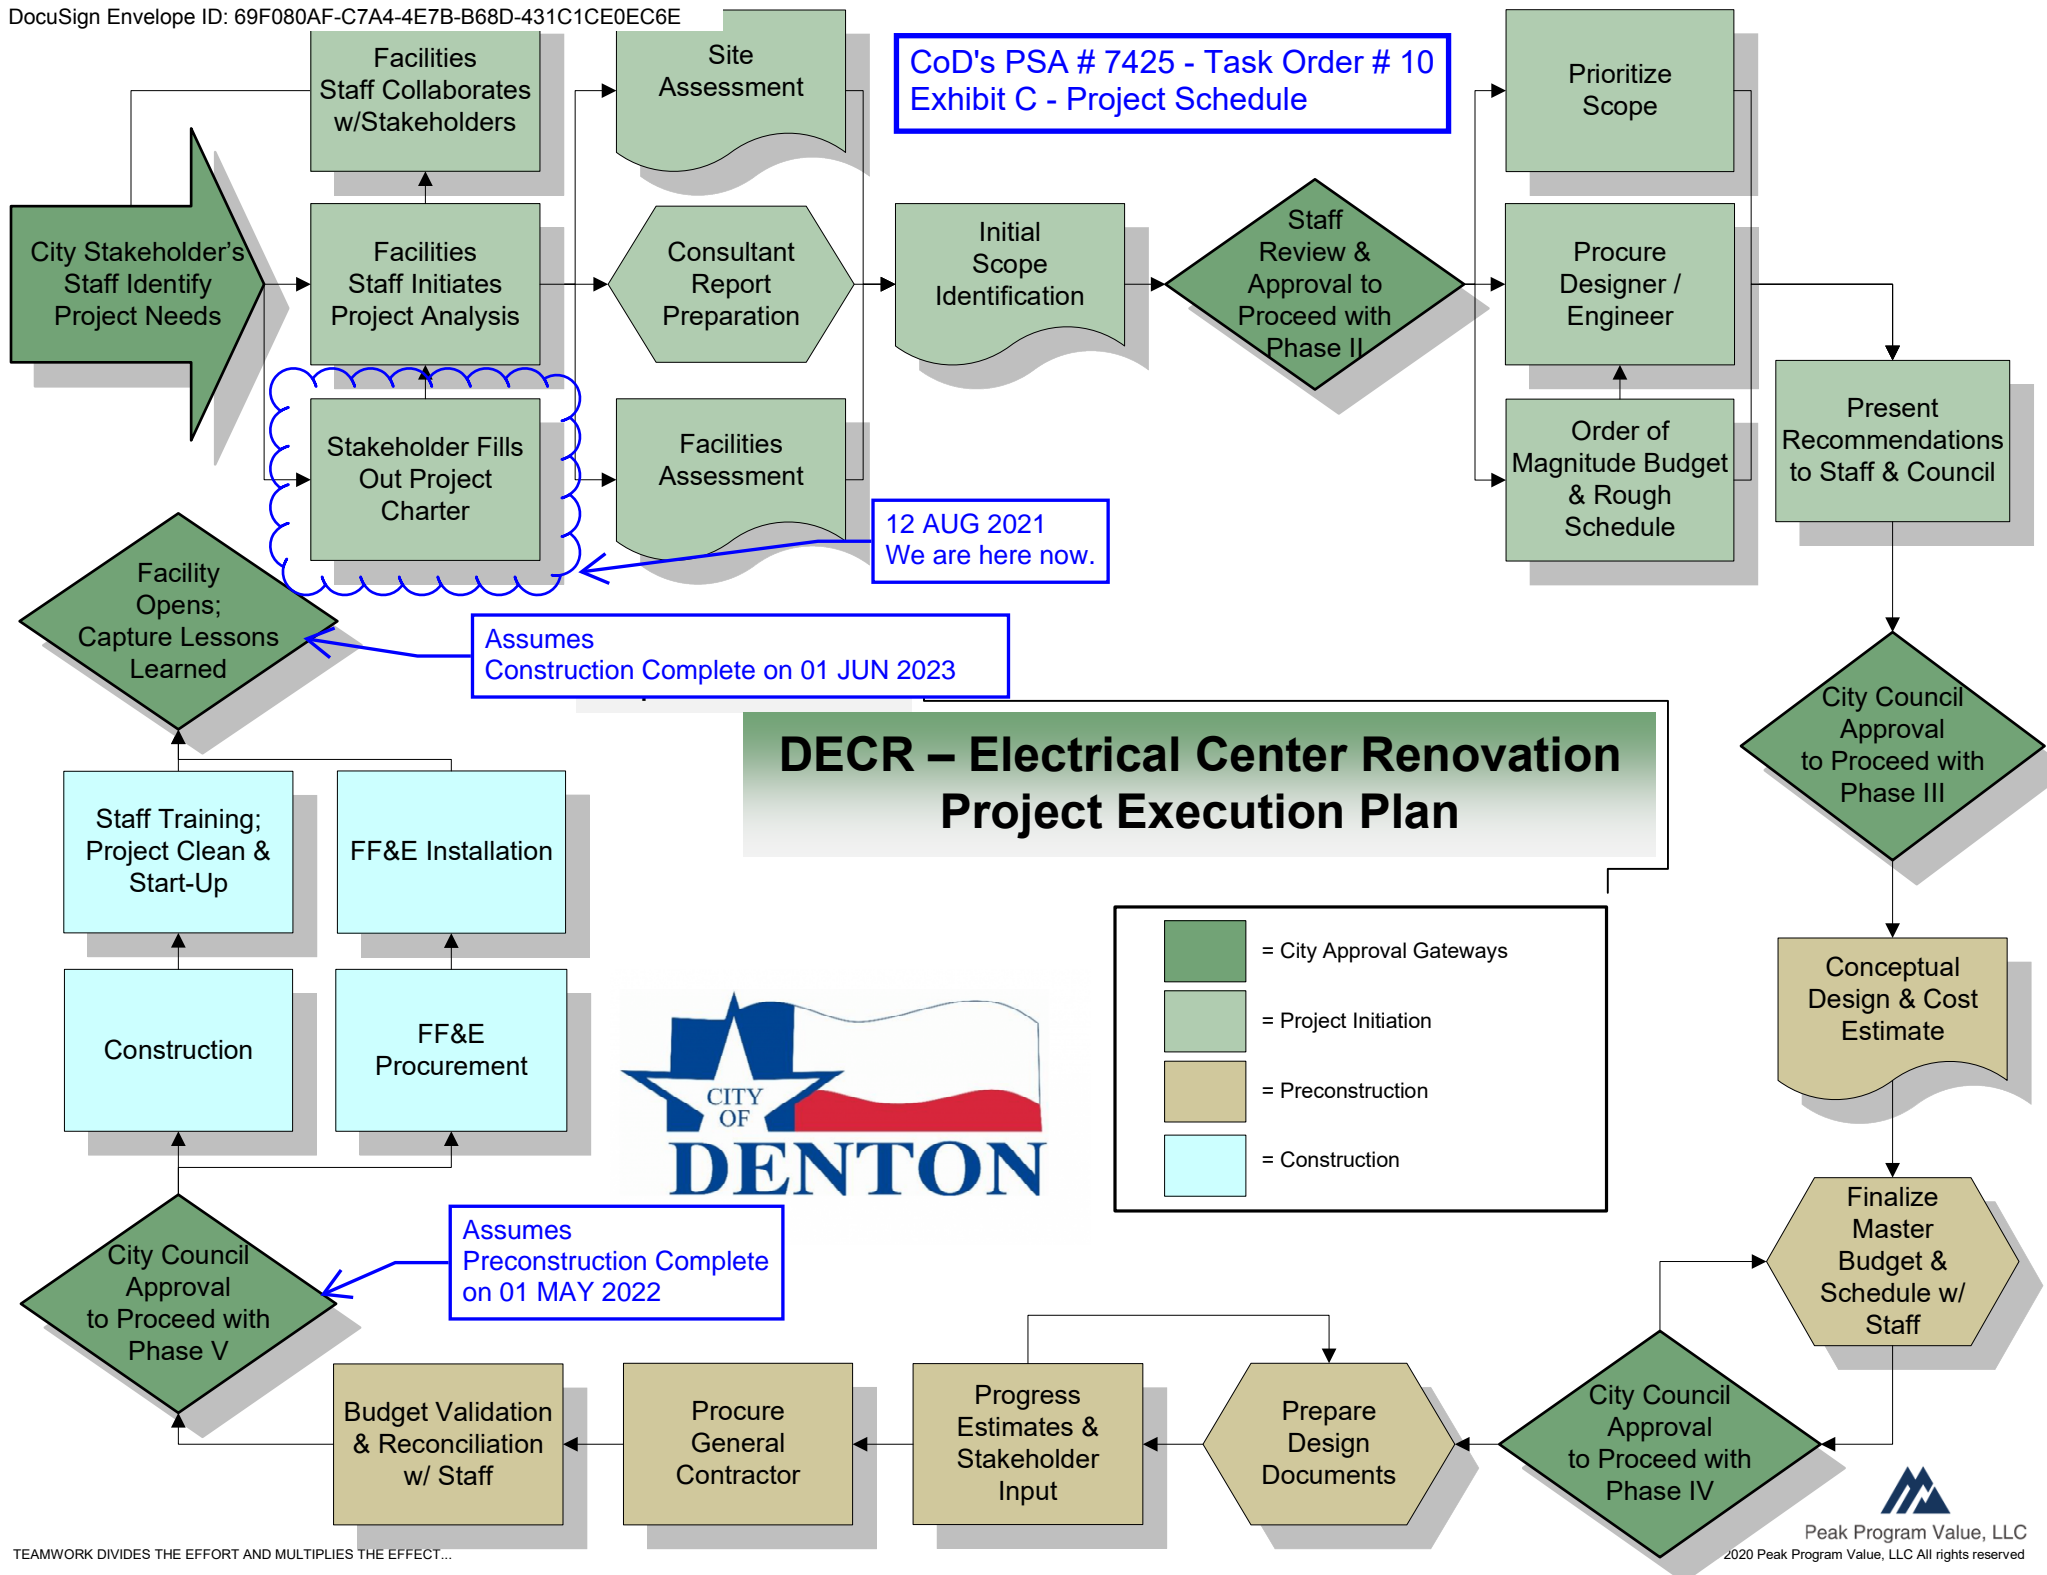 DocuSign Envelope ID: 69F080AF-C7A4-4E7B-B68D-431C1CE0EC6E
Facilities
Staff Collaborates
w/Stakeholders
Site
Assessment
CoD's PSA # 7425 - Task Order # 10
Exhibit C - Project Schedule
Prioritize
Scope
City Stakeholder's
Staff Identify
Project Needs
Facilities
Staff Initiates
Project Analysis
Consultant
Report
Preparation
Initial
Scope
Identification
Staff
Review &
Approval to
Proceed with
Phase II
Procure
Designer /
Engineer
Stakeholder Fills
Out Project
Charter
Facilities
Assessment
Order of
Magnitude Budget
& Rough
Schedule
Present
Recommendations
to Staff & Council
12 AUG 2021
We are here now.
Facility
Opens;
Capture Lessons
Learned
Assumes
Construction Complete on 01 JUN 2023
City Council
Approval
to Proceed with
Phase III
DECR – Electrical Center Renovation
Project Execution Plan
Staff Training;
Project Clean &
Start-Up
FF&E Installation
= City Approval Gateways
= Project Initiation
= Preconstruction
= Construction
Conceptual
Design & Cost
Estimate
Construction
FF&E
Procurement
CITY
OF
DENTON
Finalize
Master
Budget &
Schedule w/
Staff
City Council
Approval
to Proceed with
Phase V
Assumes
Preconstruction Complete
on 01 MAY 2022
Budget Validation
& Reconciliation
w/ Staff
Procure
General
Contractor
Progress
Estimates &
Stakeholder
Input
Prepare
Design
Documents
City Council
Approval
to Proceed with
Phase IV
Peak Program Value, LLC
TEAMWORK DIVIDES THE EFFORT AND MULTIPLIES THE EFFECT...
2020 Peak Program Value, LLC All rights reserved